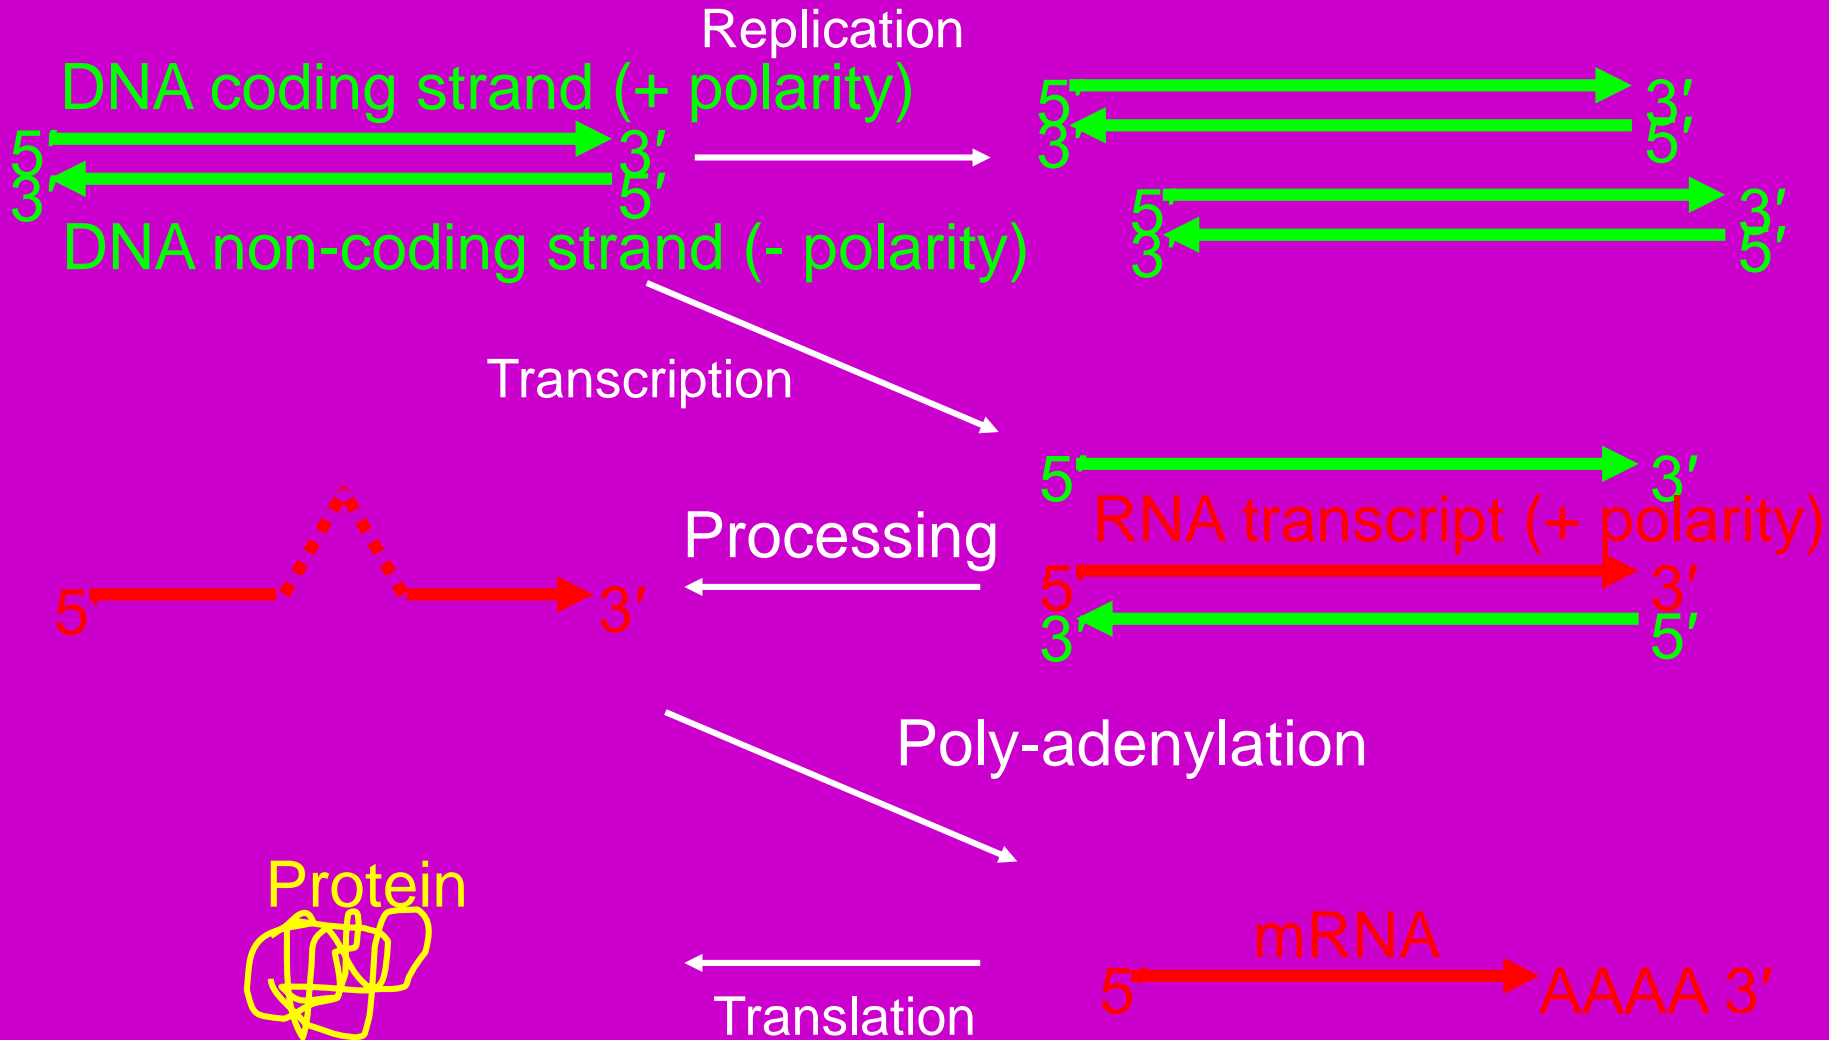 Replication
DNA coding strand (+ polarity)
5′ 3′
3′ 5′
DNA non-coding strand (- polarity)
5′ 3′
3′ 5′
5′ 3′
3′ 5′
Transcription
5′ 3′
RNA transcript (+ polarity)
5′ 3′
3′ 5′
Processing
5′ 3′
Poly-adenylation
mRNA
5′ AAAA 3′
Translation
Protein